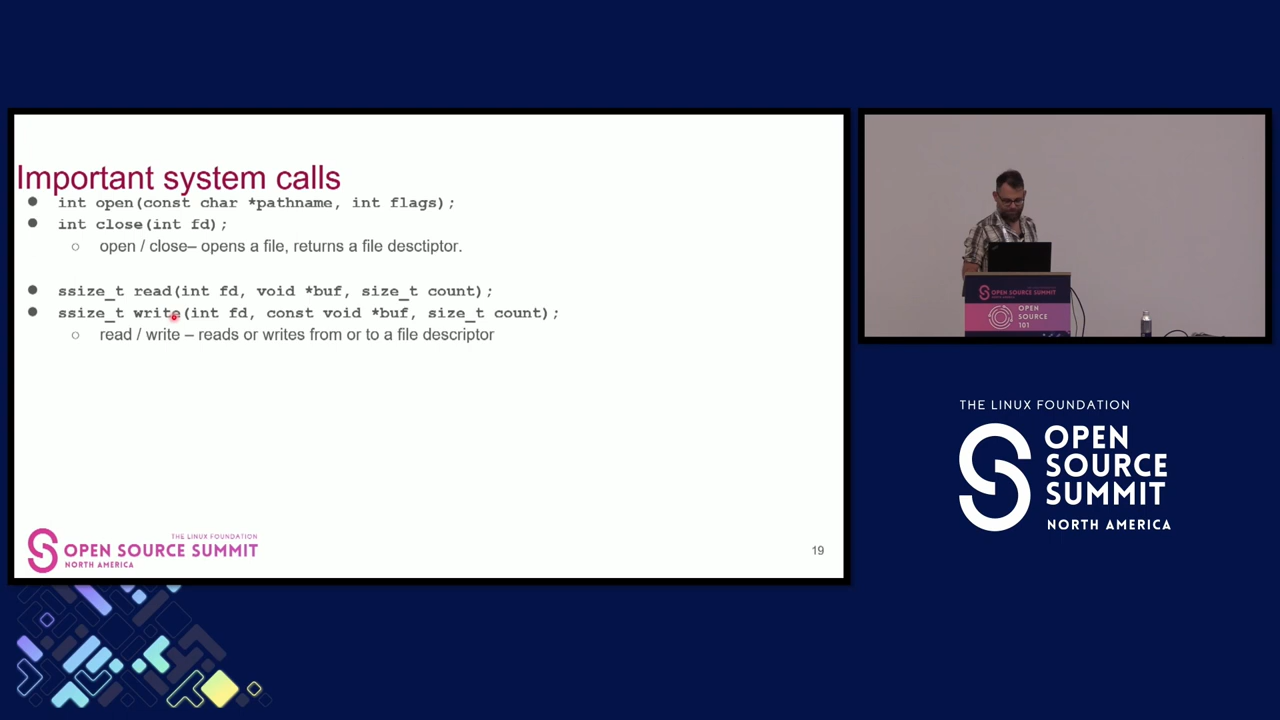 Important system calls
int open(const char *pathname, int flags);
int close(int fd);
open / close– opens a file, returns a file desctiptor.
ssize_t read(int fd, void *buf, size_t count);
ssize_t write(int fd, const void *buf, size_t count);
read / write – reads or writes from or to a file descriptor
THE LINUX FOUNDATION
OPEN SOURCE SUMMIT
NORTH AMERICA
19
OPEN SOURCE SUMMIT
OPEN
SOURCE
101
THE LINUX FOUNDATION
OPEN
SOURCE
SUMMIT
NORTH AMERICA